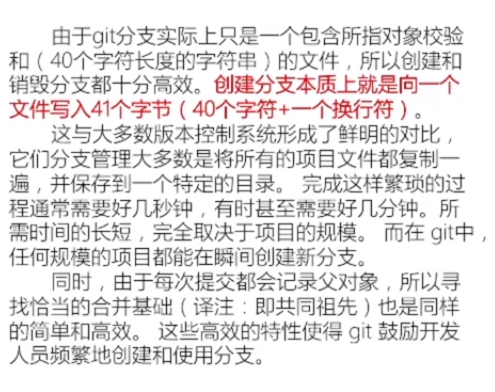 由于git分支实际上只是一个包含所指对象校验
和（40个字符长度的字符串）的文件，所以创建和
销毁分支都十分高效。创建分支本质上就是向一个
文件写入41个字节（40个字符+一个换行符）。
这与大多数版本控制系统形成了鲜明的对比，
它们分支管理大多数是将所有的项目文件都复制一
遍，并保存到一个特定的目录。 完成这样繁琐的过
程通常需要好几秒钟，有时甚至需要好几分钟。所
需时间的长短，完全取决于项目的规模。 而在 git中，
任何规模的项目都能在瞬间创建新分支。
同时，由于每次提交都会记录父对象，所以寻
找恰当的合并基础（译注：即共同祖先）也是同样
的简单和高效。 这些高效的特性使得 git 鼓励开发
人员频繁地创建和使用分支。